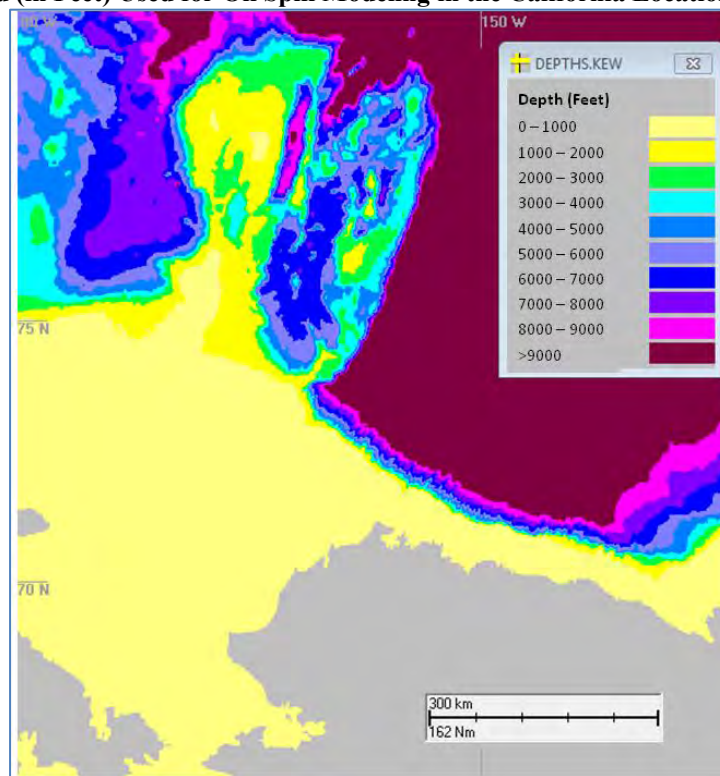 (in Feet) Used for Oil Spill Modeling in the California Location
150 W
DEPTHS.KEW
Depth (Feet)
0 – 1000
1000 – 2000
2000 – 3000
3000 – 4000
4000 – 5000
5000 – 6000
6000 – 7000
7000 – 8000
8000 – 9000
>9000
75 N
70 N
300 km
162 Nm